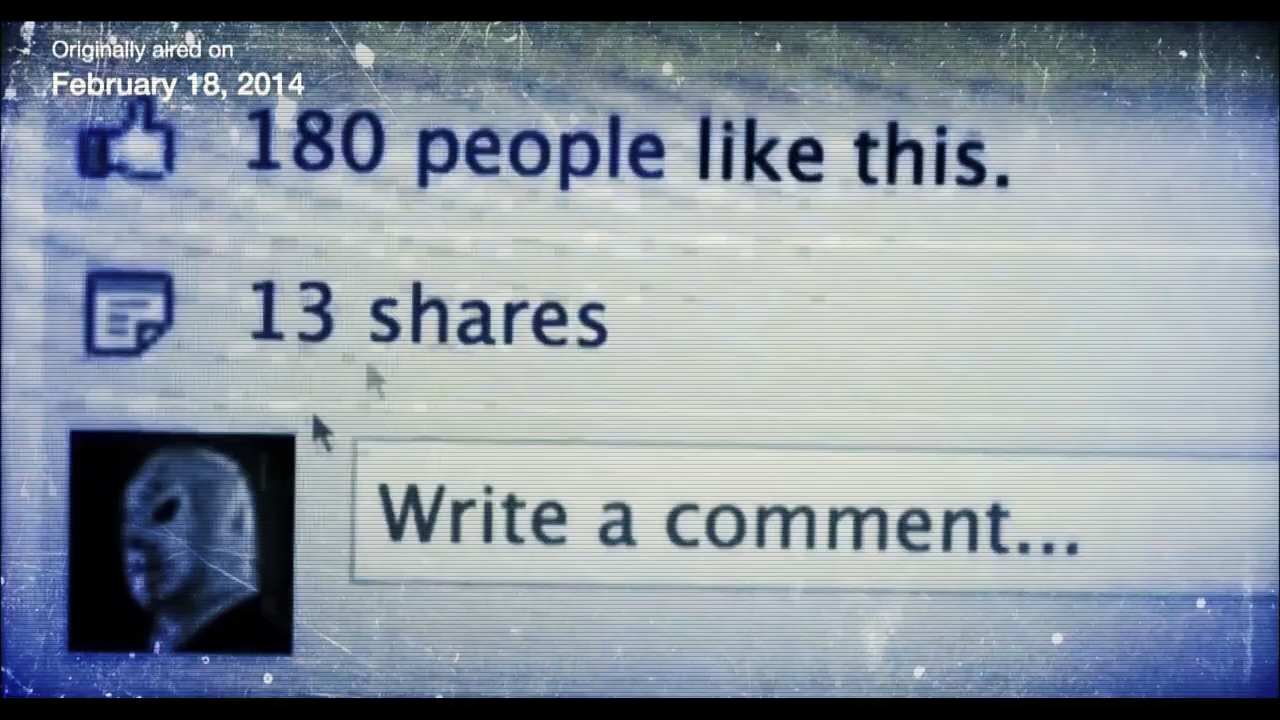 Originally aired on
February 18, 2014
180 people like this.
13 shares
Write a comment...